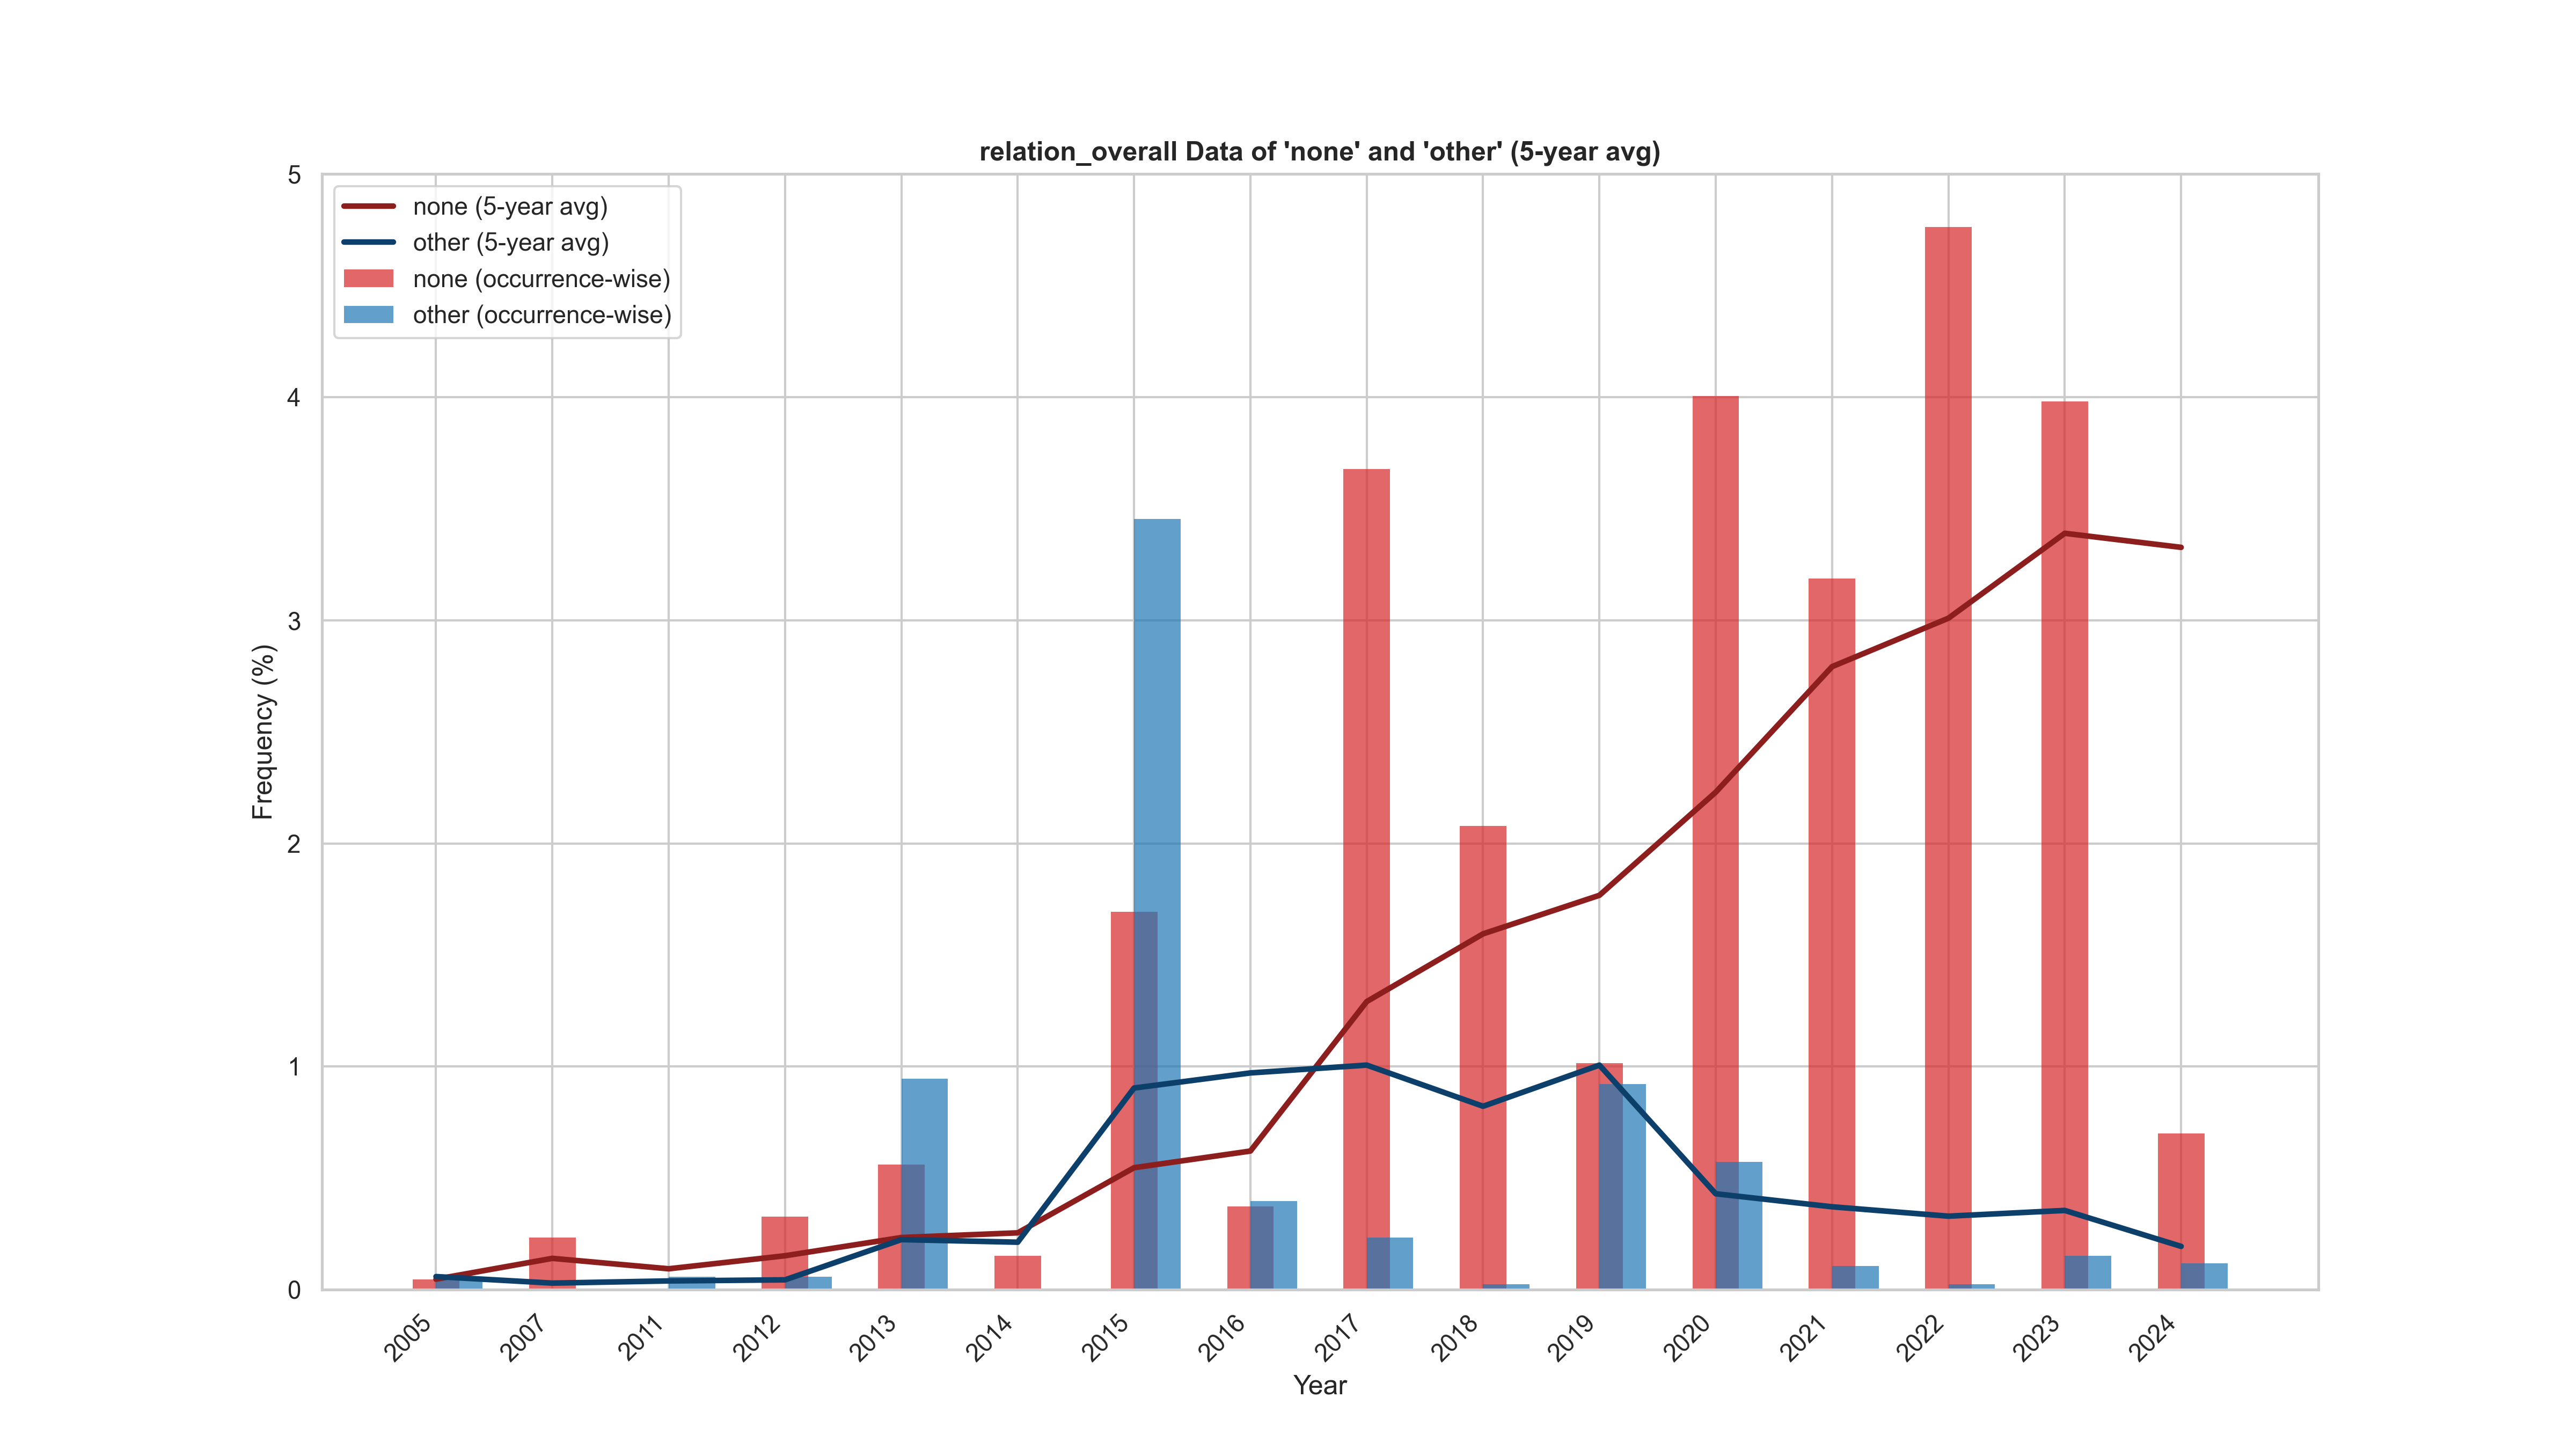 relation_overall Data of 'none' and 'other' (5-year avg)
none (5-year avg)
other (5-year avg)
none (occurrence-wise)
other (occurrence-wise)
Frequency (%)
5
4
3
2
1
0
2005 2007 2011 2012 2013 2014 2015 2016 2017 2018 2019 2020 2021 2022 2023 2024
Year